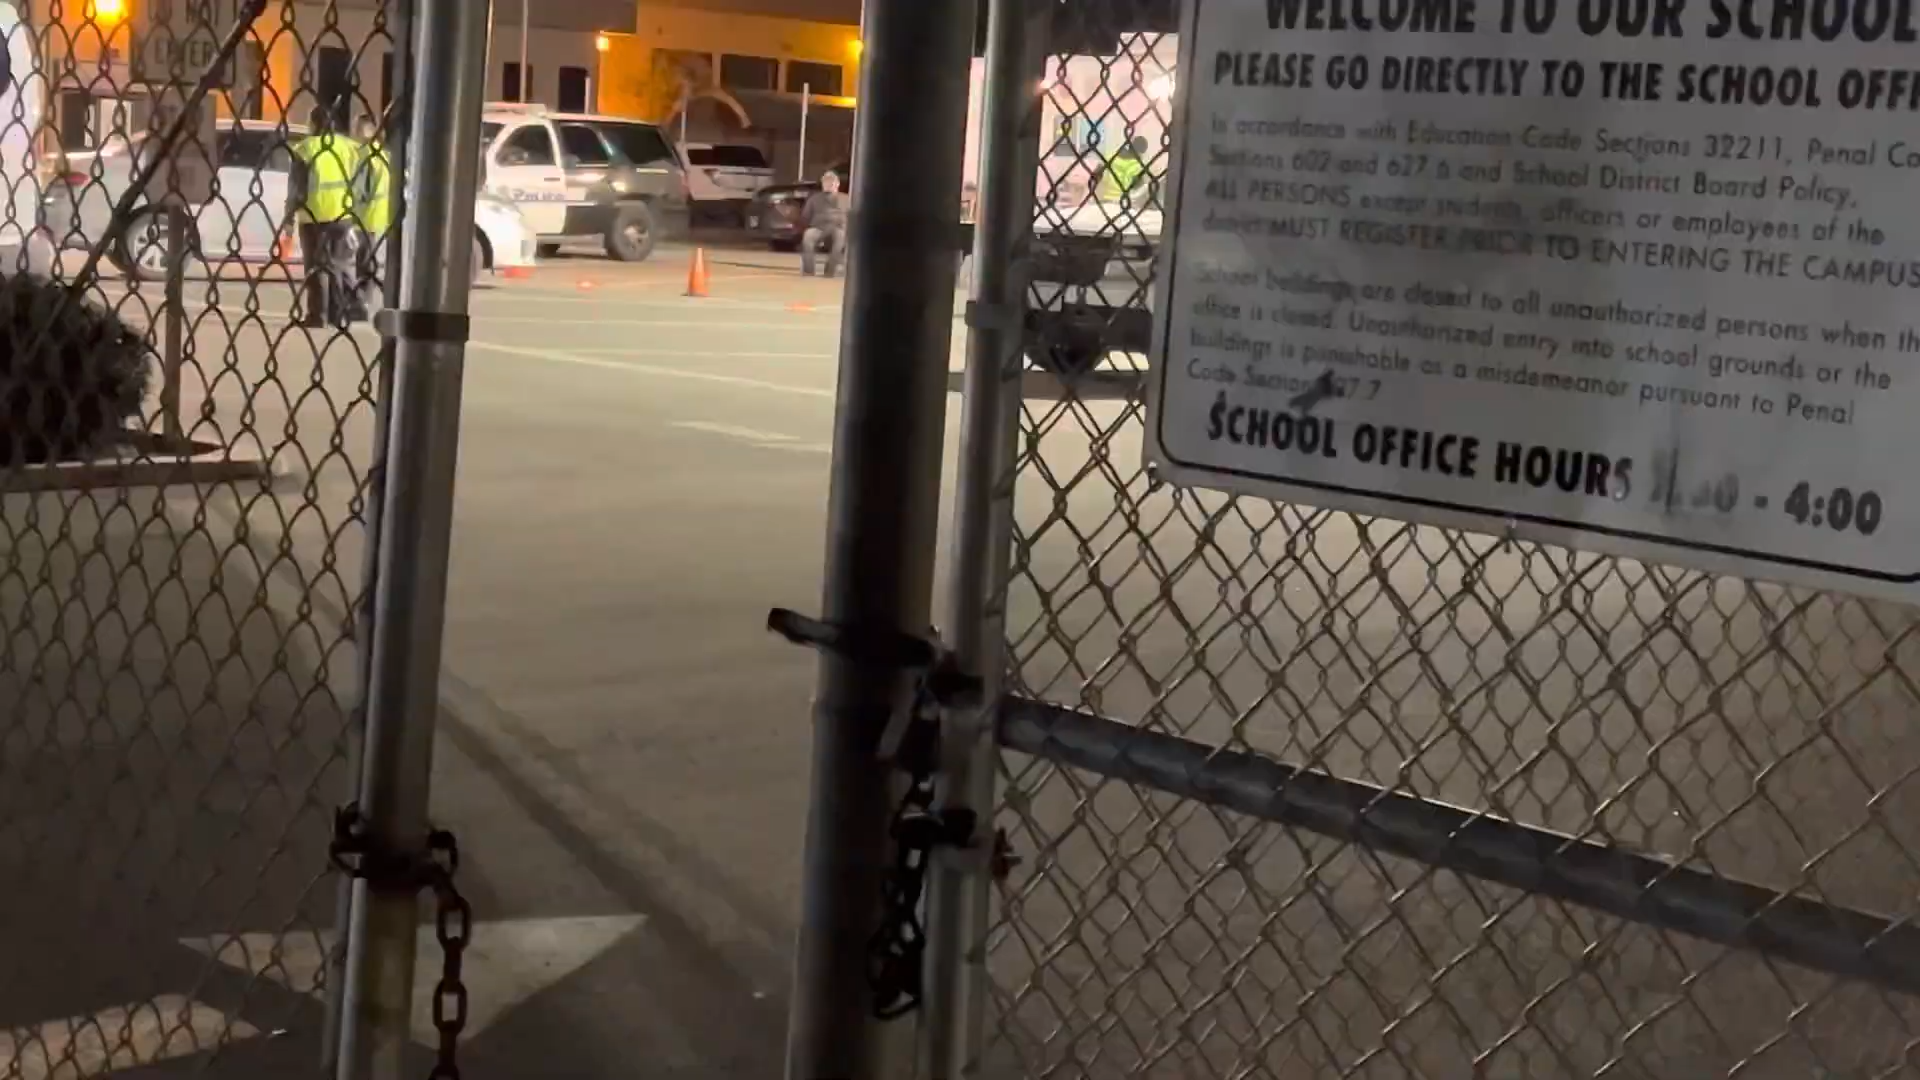 DO NOT
ENTER
POLICE
WELCOME TO OUR SCHOOL
PLEASE GO DIRECTLY TO THE SCHOOL OFFI
In accordance with Education Code Sections 32211, Penal Co
Sections 602 and 627.6 and School District Board Policy,
ALL PERSONS except students, officers or employees of the
district MUST REGISTER PRIOR TO ENTERING THE CAMPUS
School buildings are closed to all unauthorized persons when th
office is closed. Unauthorized entry into school grounds or the
buildings is punishable as a misdemeanor pursuant to Penal
Code Section 7.7
SCHOOL OFFICE HOURS - 4:00